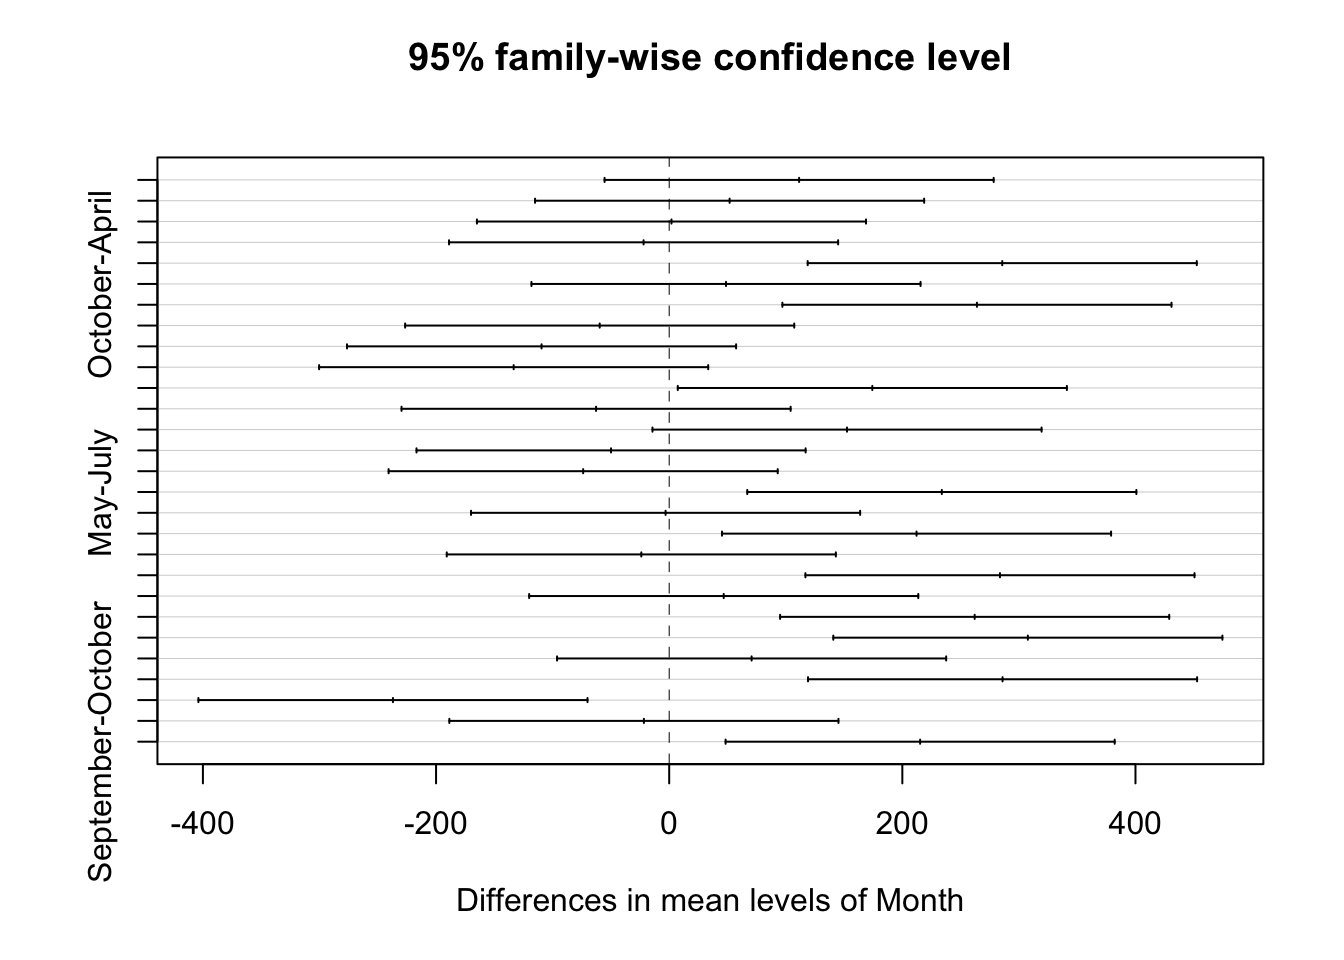 95% family-wise confidence level
October-April
May-July
September-October
-400 -200 0 200 400
Differences in mean levels of Month